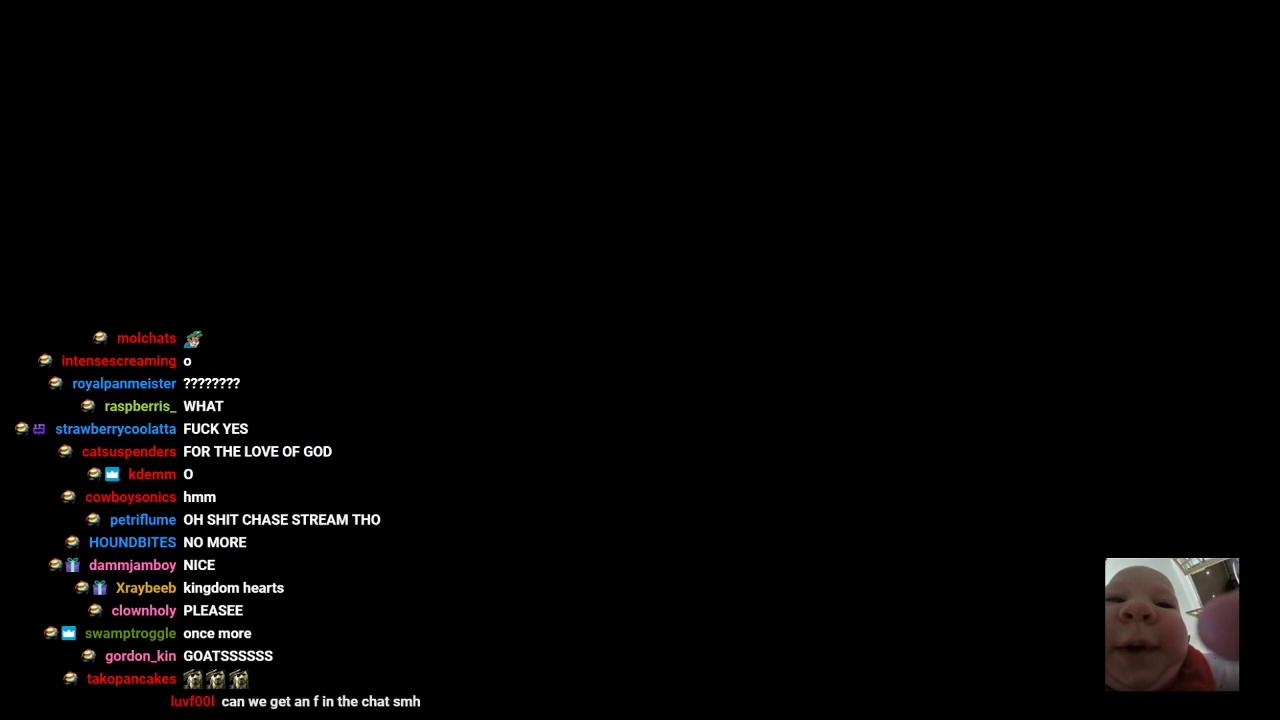 molchats
intensescreaming o
royalpanmeister ????????
raspberris_ WHAT
strawberrycoolatta FUCK YES
catsuspenders FOR THE LOVE OF GOD
kdemm O
cowboysonics hmm
petriflume OH SHIT CHASE STREAM THO
HOUNDBITES NO MORE
dammjamboy NICE
Xraybeeb kingdom hearts
clownholy PLEASEE
swamptroggle once more
gordon_kin GOATSSSSSS
takopancakes
luvf00l can we get an f in the chat smh